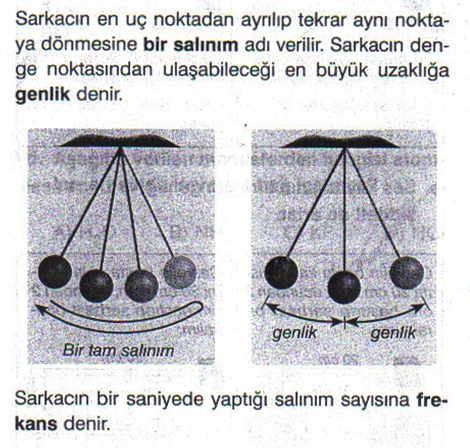 Sarkacın en uç noktadan ayrılıp tekrar aynı nokta-
ya dönmesine bir salınım adı verilir. Sarkacın den-
ge noktasından ulaşabileceği en büyük uzaklığa
genlik denir.
Bir tam salınım
genlik genlik
Sarkacın bir saniyede yaptığı salınım sayısına fre-
kans denir.